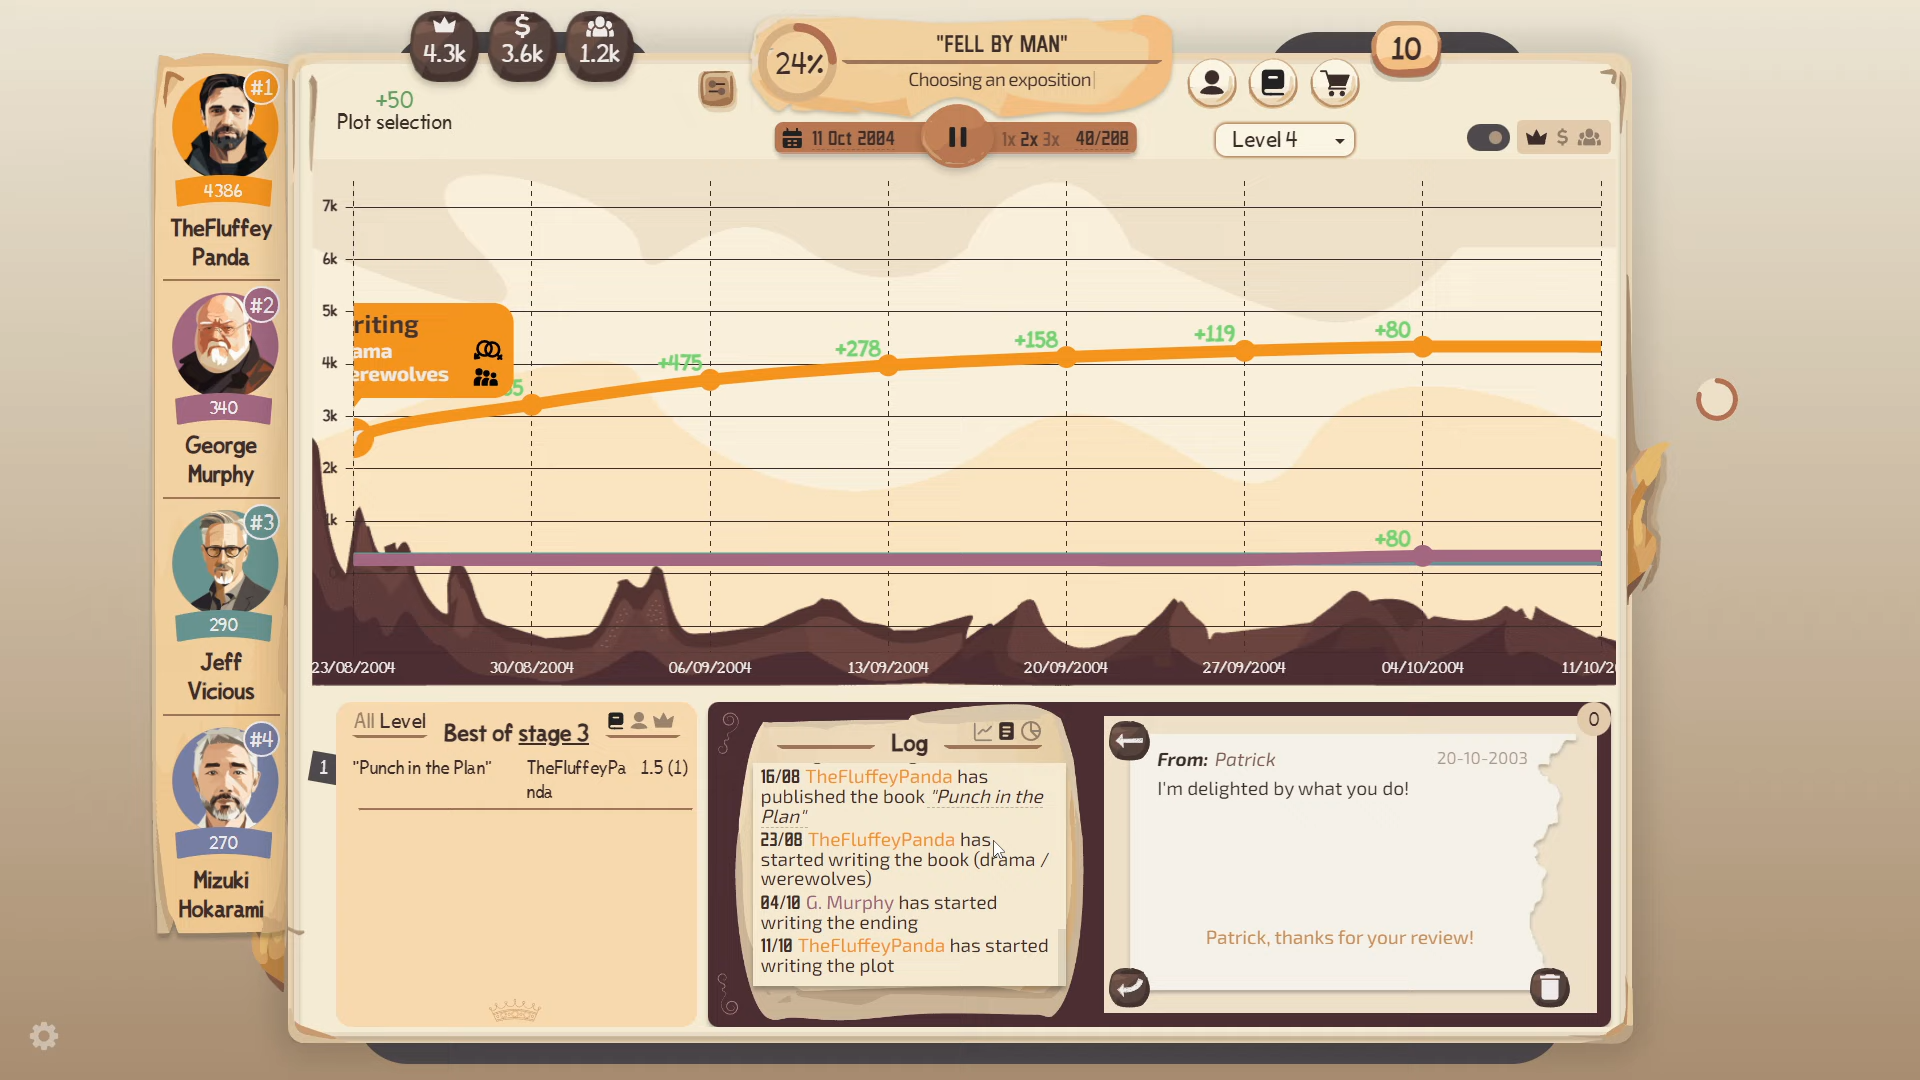 4.3k
$
3.6k
1.2k
24%
"FELL BY MAN"
Choosing an exposition
10
+50
Plot selection
11 Oct 2004
1x 2x 3x
40/208
Level 4
$
#1
4386
TheFluffey
Panda
#2
340
George
Murphy
#3
290
Jeff
Vicious
#4
270
Mizuki
Hokarami
7k
6k
5k
4k
3k
2k
1k
0
riting
ama
erewolves
+475
+278
+158
+119
+80
+80
23/08/2004
30/08/2004
06/09/2004
13/09/2004
20/09/2004
27/09/2004
04/10/2004
11/10/2
All Level
Best of stage 3
1
"Punch in the Plan"
TheFluffeyPa
nda
1.5 (1)
Log
16/08 TheFluffeyPanda has
published the book "Punch in the
Plan"
23/08 TheFluffeyPanda has
started writing the book (drama /
werewolves)
04/10 G. Murphy has started
writing the ending
11/10 TheFluffeyPanda has started
writing the plot
0
From: Patrick
20-10-2003
I'm delighted by what you do!
Patrick, thanks for your review!